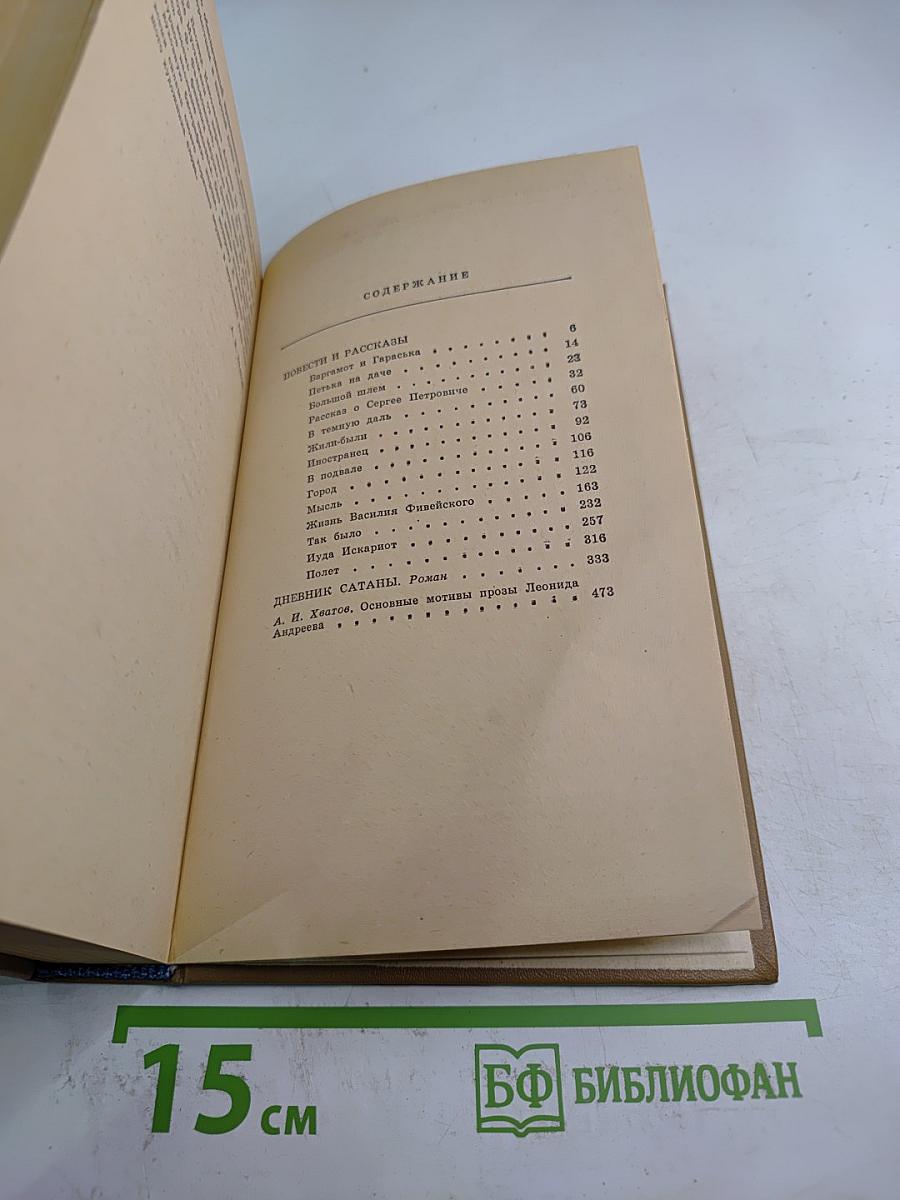 СОДЕРЖАНИЕ
ПОВЕСТИ И РАССКАЗЫ
Баргамот и Гараська . . . . . . . . 6
Петька на даче . . . . . . . . . . 14
Большой шлем . . . . . . . . . . 23
Рассказ о Сергее Петровиче . . . . . 32
В темную даль . . . . . . . . . . 60
Жили-были . . . . . . . . . . . 73
Иностранец . . . . . . . . . . . 92
В подвале . . . . . . . . . . . 106
Город . . . . . . . . . . . . 116
Мысль . . . . . . . . . . . . 122
Жизнь Василия Фивейского . . . . . 163
Так было . . . . . . . . . . . 232
Иуда Искариот . . . . . . . . . 257
Полет . . . . . . . . . . . . 316
ДНЕВНИК САТАНЫ. Роман . . . . . . 333
А. И. Хватов. Основные мотивы прозы Леонида
Андреева . . . . . . . . . . . . 473
15 см
БФ БИБЛИОФАН